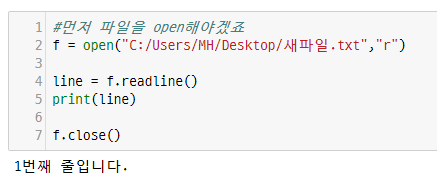 1 #먼저 파일을 open해야겠죠
2 f = open("C:/Users/MH/Desktop/새파일.txt","r")
3
4 line = f.readline()
5 print(line)
6
7 f.close()
1번째 줄입니다.